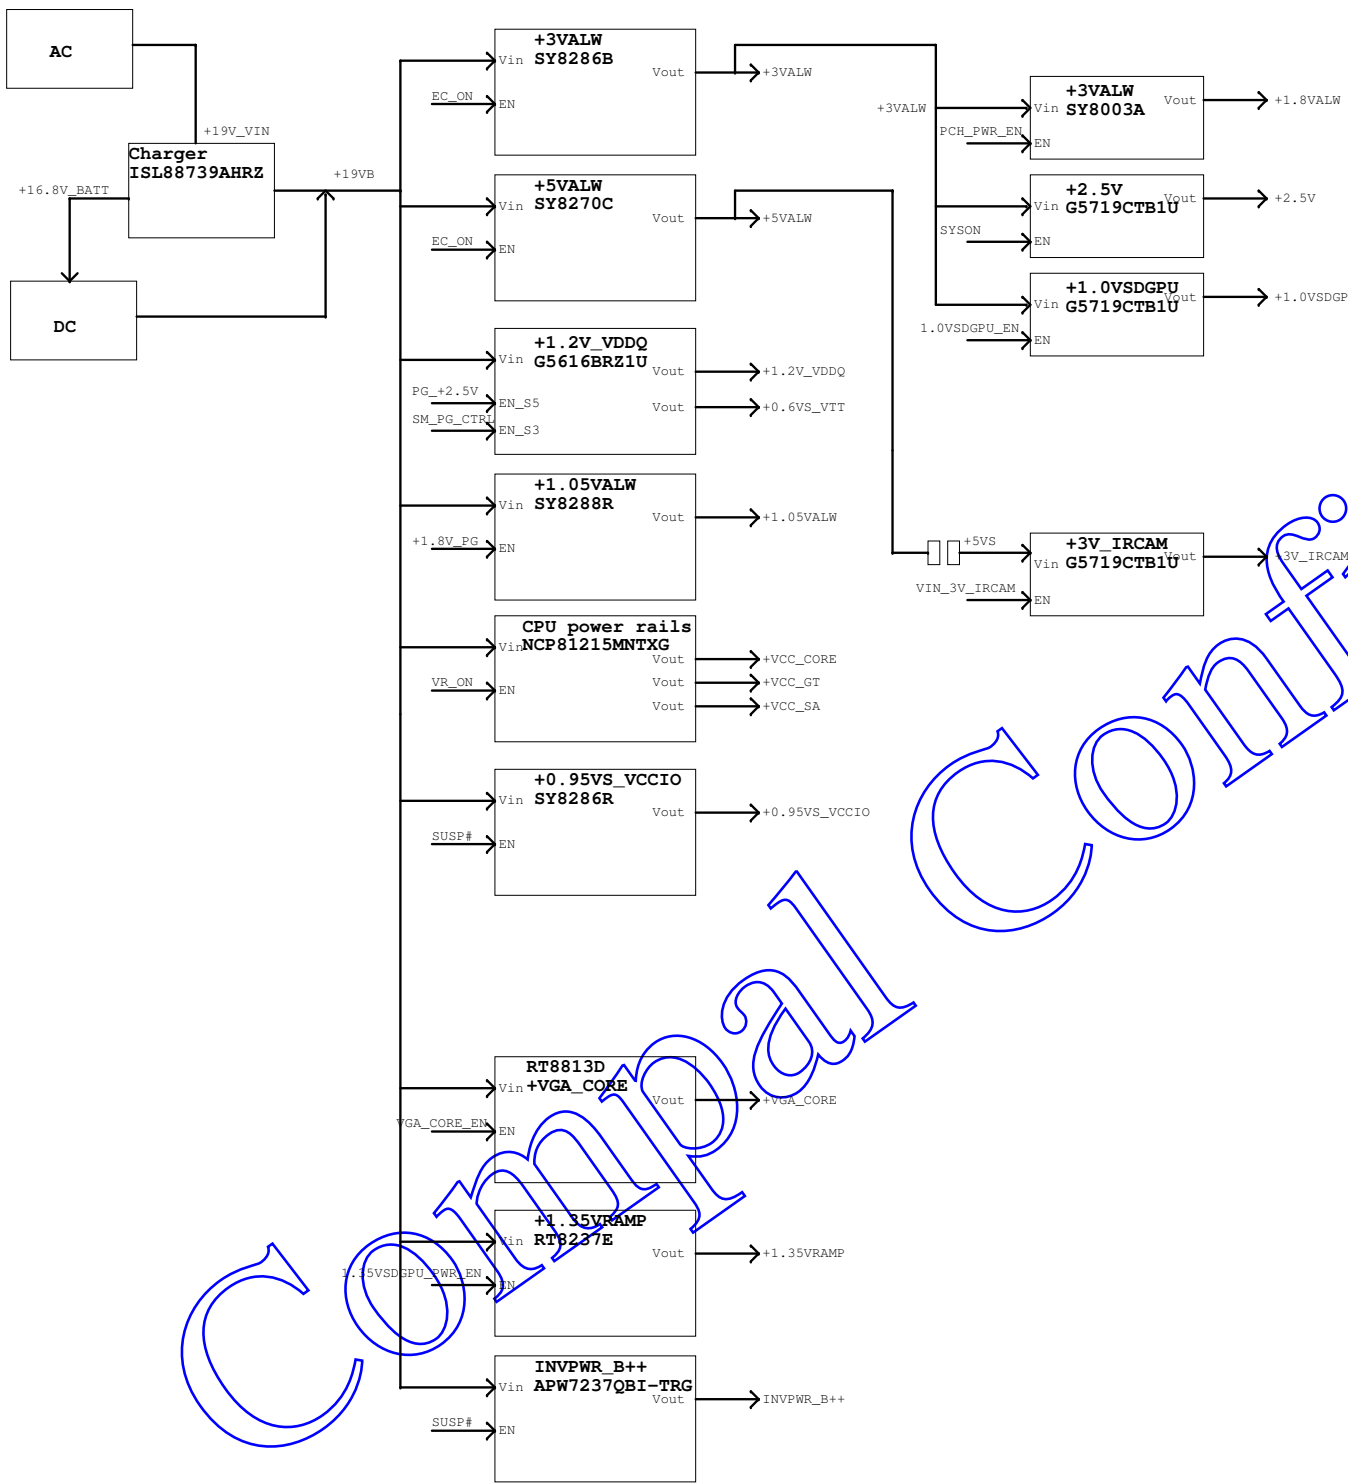 AC
+19V_VIN
Charger
ISL88739AHRZ
+16.8V_BATT
+19VB
DC
+3VALW
SY8286B
Vin
Vout
+3VALW
EC_ON
EN
+5VALW
SY8270C
Vin
Vout
+5VALW
EC_ON
EN
+1.2V_VDDQ
G5616BRZ1U
Vin
Vout
+1.2V_VDDQ
PG_+2.5V
EN_S5
Vout
+0.6VS_VTT
SM_PG_CTRL
EN_S3
+1.05VALW
SY8288R
Vin
Vout
+1.05VALW
+1.8V_PG
EN
CPU power rails
NCP81215MNTXG
Vin
Vout
+VCC_CORE
VR_ON
EN
Vout
+VCC_GT
Vout
+VCC_SA
+0.95VS_VCCIO
SY8286R
Vin
Vout
+0.95VS_VCCIO
SUSP#
EN
RT8813D
+VGA_CORE
Vin
Vout
+VGA_CORE
VGA_CORE_EN
EN
+1.35VRAMP
RT8237E
Vin
Vout
+1.35VRAMP
1.35VSDGPU_PWR_EN
EN
INVPWR_B++
APW7237QBI-TRG
Vin
Vout
INVPWR_B++
SUSP#
EN
+3VALW
+3VALW
SY8003A
Vin
Vout
+1.8VALW
PCH_PWR_EN
EN
+2.5V
G5719CTB1U
Vin
Vout
+2.5V
SYSON
EN
+1.0VSDGPU
G5719CTB1U
Vin
Vout
+1.0VSDGP
1.0VSDGPU_EN
EN
+5VS
+3V_IRCAM
G5719CTB1U
Vin
Vout
+3V_IRCAM
VIN_3V_IRCAM
EN
Compal Confi